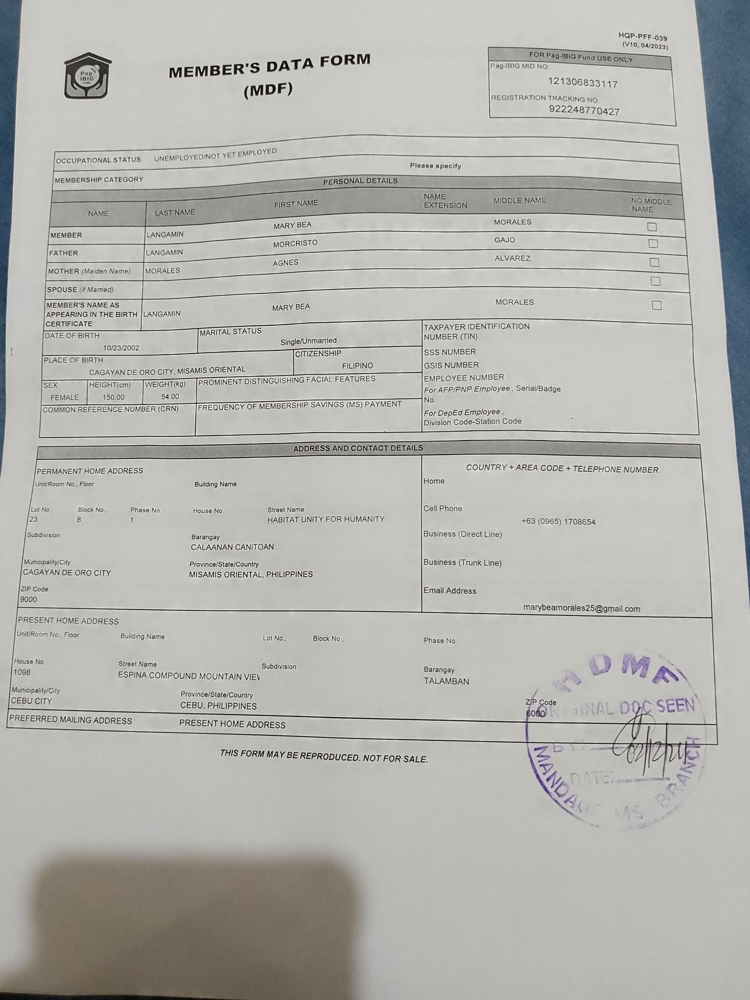 HQP-PFF-039
(V10, 04/2023)
Pag-
IBIG
FUND
MEMBER'S DATA FORM
(MDF)
FOR Pag-IBIG Fund USE ONLY
Pag-IBIG MID NO.
121306833117
REGISTRATION TRACKING NO.
922248770427
OCCUPATIONAL STATUS UNEMPLOYED/NOT YET EMPLOYED
MEMBERSHIP CATEGORY Please specify
PERSONAL DETAILS
NAME LAST NAME FIRST NAME NAME EXTENSION MIDDLE NAME NO MIDDLE NAME
MEMBER LANGAMIN MARY BEA MORALES
FATHER LANGAMIN MORCRISTO GAJO
MOTHER (Maiden Name) MORALES AGNES ALVAREZ
SPOUSE (if Married)
MEMBER'S NAME AS
APPEARING IN THE BIRTH LANGAMIN MARY BEA MORALES
CERTIFICATE
DATE OF BIRTH
10/23/2002
MARITAL STATUS
Single/Unmarried
PLACE OF BIRTH
CAGAYAN DE ORO CITY, MISAMIS ORIENTAL
CITIZENSHIP
FILIPINO
SEX
FEMALE
HEIGHT(cm)
150.00
WEIGHT(kg)
54.00
PROMINENT DISTINGUISHING FACIAL FEATURES
COMMON REFERENCE NUMBER (CRN)
FREQUENCY OF MEMBERSHIP SAVINGS (MS) PAYMENT
TAXPAYER IDENTIFICATION
NUMBER (TIN)
SSS NUMBER
GSIS NUMBER
EMPLOYEE NUMBER
For AFP/PNP Employee , Serial/Badge
No.
For DepEd Employee ,
Division Code-Station Code -
ADDRESS AND CONTACT DETAILS
PERMANENT HOME ADDRESS
Unit/Room No., Floor Building Name
Lot No., Block No., Phase No. House No. Street Name
23 8 1 HABITAT UNITY FOR HUMANITY
Subdivision Barangay
CALAANAN CANITOAN
Municipality/City Province/State/Country
CAGAYAN DE ORO CITY MISAMIS ORIENTAL, PHILIPPINES
ZIP Code
9000
COUNTRY + AREA CODE + TELEPHONE NUMBER
Home
Cell Phone
+63 (0965) 1708654
Business (Direct Line)
Business (Trunk Line)
Email Address
marybeamorales25@gmail.com
PRESENT HOME ADDRESS
Unit/Room No., Floor Building Name Lot No., Block No., Phase No.
House No Street Name Subdivision Barangay
1098 ESPINA COMPOUND MOUNTAIN VIEW TALAMBAN
Municipality/City Province/State/Country ZIP Code
CEBU CITY CEBU, PHILIPPINES 6000
PREFERRED MAILING ADDRESS PRESENT HOME ADDRESS
HDMF
ORIGINAL DOC SEEN
BY:
02/12/24
DATE:
MANDAUE MS BRANCH
THIS FORM MAY BE REPRODUCED. NOT FOR SALE.